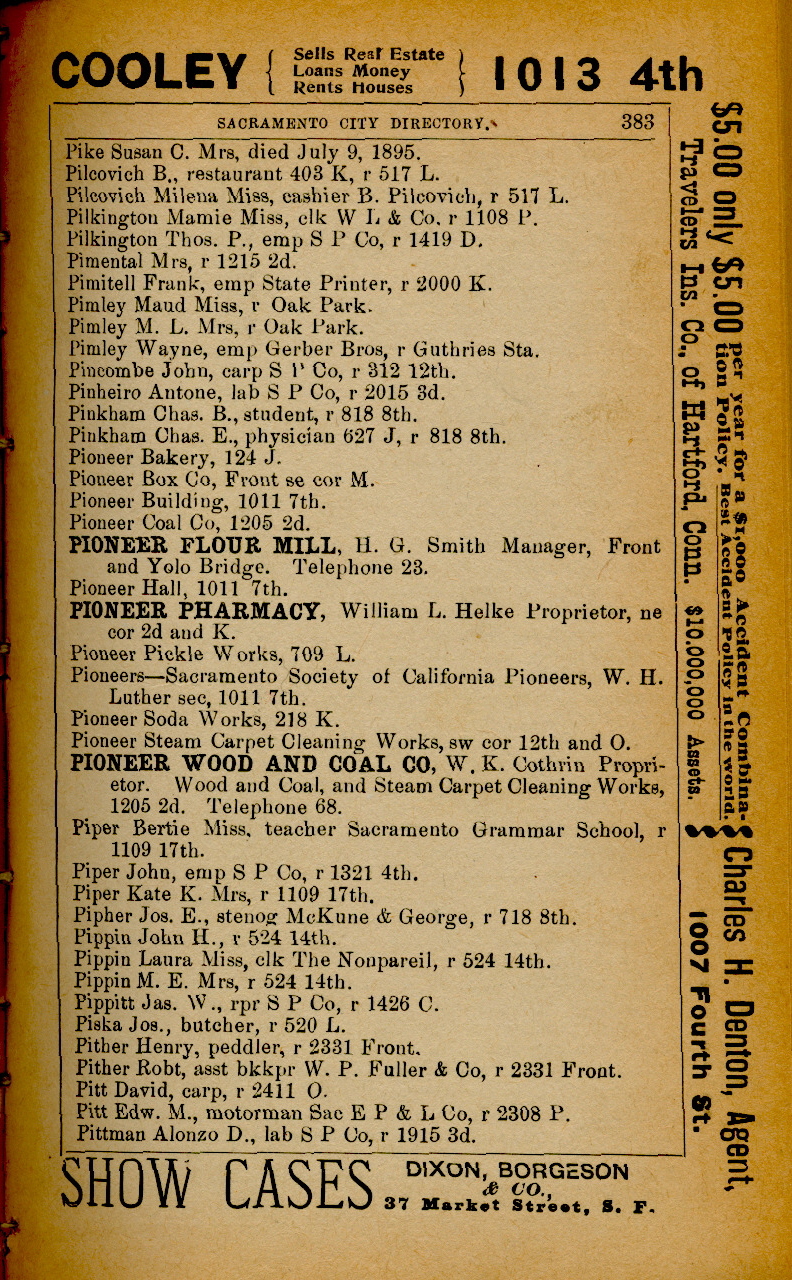 COOLEY { Sells Real Estate
Loans Money
Rents Houses } 1013 4th
SACRAMENTO CITY DIRECTORY. 383
Pike Susan C. Mrs, died July 9, 1895.
Pilcovich B., restaurant 403 K, r 517 L.
Pilcovich Milena Miss, cashier B. Pilcovich, r 517 L.
Pilkington Mamie Miss, clk W L & Co, r 1108 P.
Pilkington Thos. P., emp S P Co, r 1419 D.
Pimental Mrs, r 1215 2d.
Pimitell Frank, emp State Printer, r 2000 K.
Pimley Maud Miss, r Oak Park.
Pimley M. L. Mrs, r Oak Park.
Pimley Wayne, emp Gerber Bros, r Guthries Sta.
Pincombe John, carp S P Co, r 312 12th.
Pinheiro Antone, lab S P Co, r 2015 3d.
Pinkham Chas. B., student, r 818 8th.
Pinkham Chas. E., physician 627 J, r 818 8th.
Pioneer Bakery, 124 J.
Pioneer Box Co, Front se cor M.
Pioneer Building, 1011 7th.
Pioneer Coal Co, 1205 2d.
PIONEER FLOUR MILL, H. G. Smith Manager, Front
and Yolo Bridge. Telephone 23.
Pioneer Hall, 1011 7th.
PIONEER PHARMACY, William L. Helke Proprietor, ne
cor 2d and K.
Pioneer Pickle Works, 709 L.
Pioneers—Sacramento Society of California Pioneers, W. H.
Luther sec, 1011 7th.
Pioneer Soda Works, 218 K.
Pioneer Steam Carpet Cleaning Works, sw cor 12th and O.
PIONEER WOOD AND COAL CO, W. K. Cothrin Propri-
etor. Wood and Coal, and Steam Carpet Cleaning Works,
1205 2d. Telephone 68.
Piper Bertie Miss, teacher Sacramento Grammar School, r
1109 17th.
Piper John, emp S P Co, r 1321 4th.
Piper Kate K. Mrs, r 1109 17th.
Pipher Jos. E., stenog McKune & George, r 718 8th.
Pippin John H., r 524 14th.
Pippin Laura Miss, clk The Nonpareil, r 524 14th.
Pippin M. E. Mrs, r 524 14th.
Pippitt Jas. W., rpr S P Co, r 1426 C.
Piska Jos., butcher, r 520 L.
Pither Henry, peddler, r 2331 Front.
Pither Robt, asst bkkpr W. P. Fuller & Co, r 2331 Front.
Pitt David, carp, r 2411 O.
Pitt Edw. M., motorman Sac E P & L Co, r 2308 P.
Pittman Alonzo D., lab S P Co, r 1915 3d.
$5.00 only $5.00 per year for a $1,000 Accident Combina-
tion Policy. Best Accident Policy in the world.
Travelers Ins. Co., of Hartford, Conn. $10,000,000 Assets.
Charles H. Denton, Agent,
1007 Fourth St.
SHOW CASES DIXON, BORGESON
& CO.,
37 Market Street, S. F.